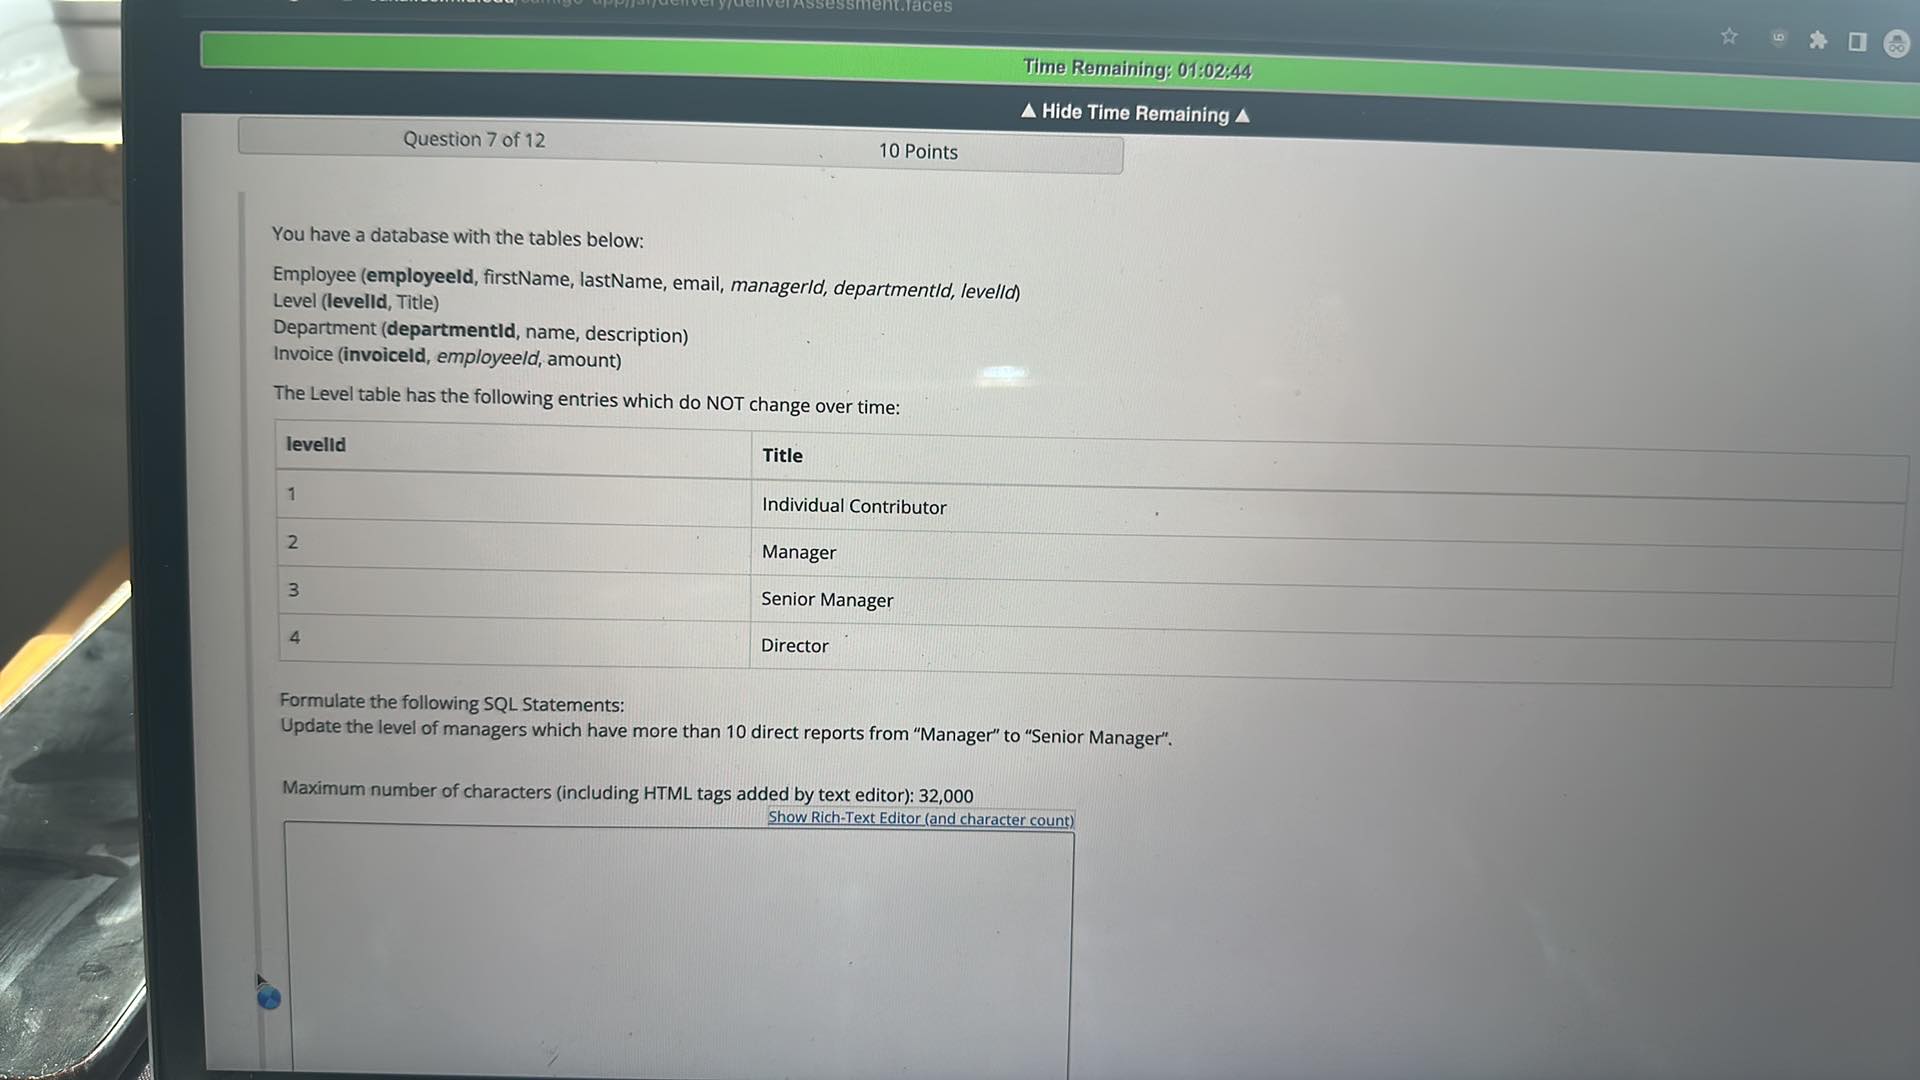 Time Remaining: 01:02:44
▲ Hide Time Remaining ▲
Question 7 of 12
10 Points
You have a database with the tables below:
Employee (employeeId, firstName, lastName, email, managerId, departmentId, levelId)
Level (levelId, Title)
Department (departmentId, name, description)
Invoice (invoiceId, employeeId, amount)
The Level table has the following entries which do NOT change over time:
levelId Title
1 Individual Contributor
2 Manager
3 Senior Manager
4 Director
Formulate the following SQL Statements:
Update the level of managers which have more than 10 direct reports from “Manager” to “Senior Manager”.
Maximum number of characters (including HTML tags added by text editor): 32,000
Show Rich-Text Editor (and character count)